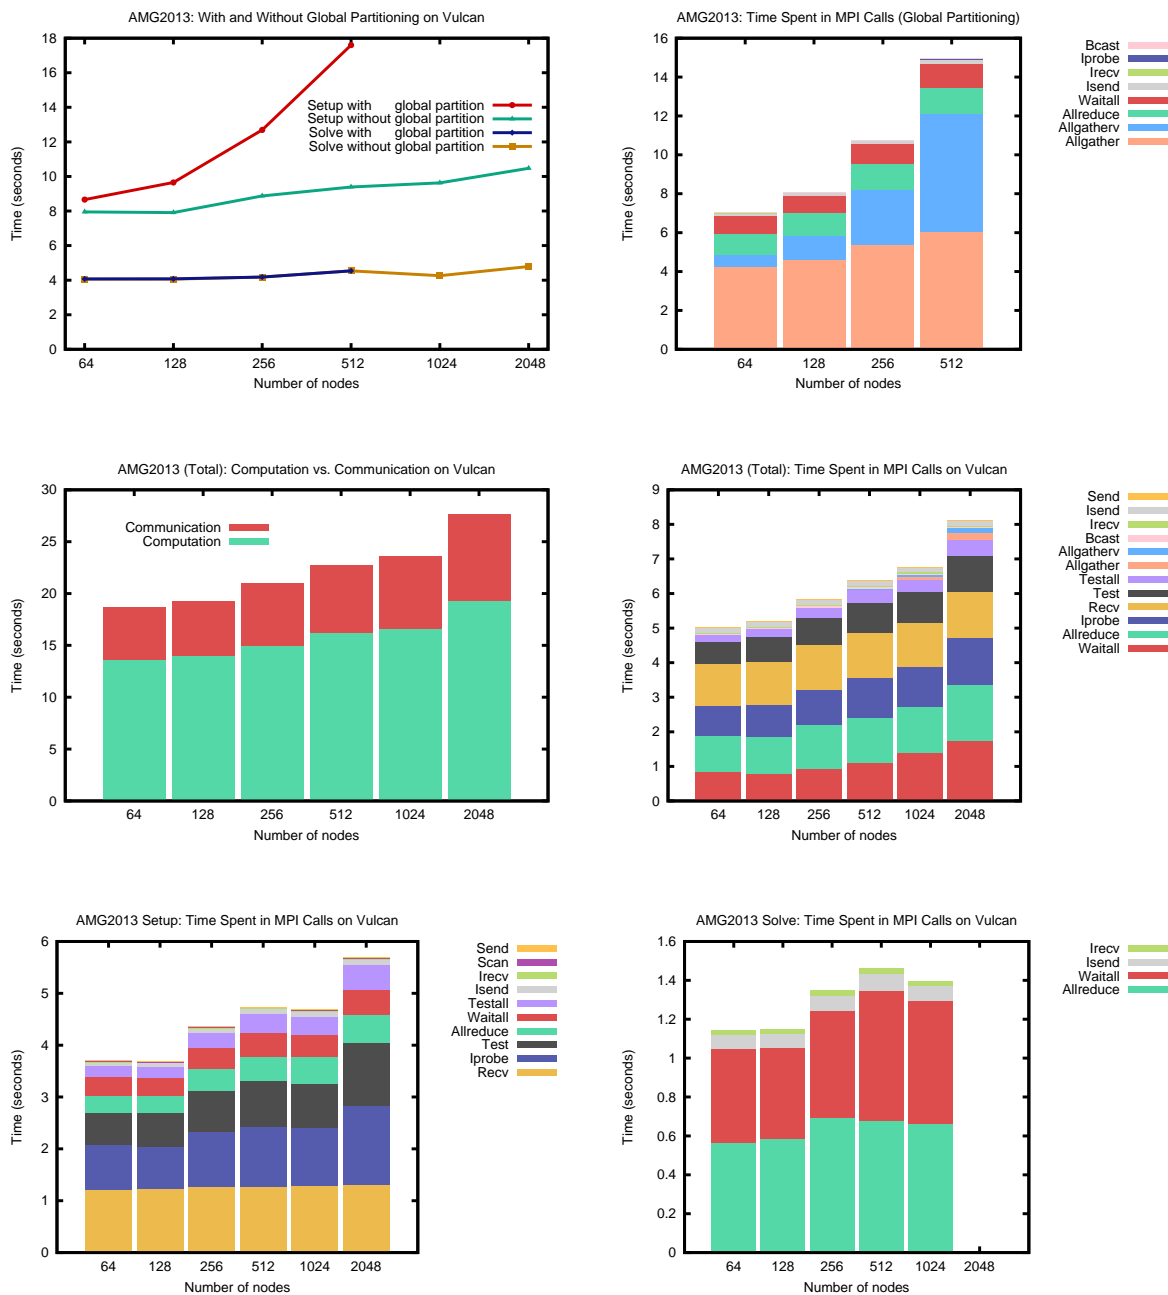 AMG2013: With and Without Global Partitioning on Vulcan
18
16
14
12
10
8
6
4
2
0
Time (seconds)
Setup with global partition
Setup without global partition
Solve with global partition
Solve without global partition
64 128 256 512 1024 2048
Number of nodes
AMG2013: Time Spent in MPI Calls (Global Partitioning)
16
14
12
10
8
6
4
2
0
Time (seconds)
64 128 256 512
Number of nodes
Bcast
Iprobe
Irecv
Isend
Waitall
Allreduce
Allgatherv
Allgather
AMG2013 (Total): Computation vs. Communication on Vulcan
30
25
20
15
10
5
0
Time (seconds)
Communication
Computation
64 128 256 512 1024 2048
Number of nodes
AMG2013 (Total): Time Spent in MPI Calls on Vulcan
9
8
7
6
5
4
3
2
1
0
Time (seconds)
64 128 256 512 1024 2048
Number of nodes
Send
Isend
Irecv
Bcast
Allgatherv
Allgather
Testall
Test
Recv
Iprobe
Allreduce
Waitall
AMG2013 Setup: Time Spent in MPI Calls on Vulcan
6
5
4
3
2
1
0
Time (seconds)
64 128 256 512 1024 2048
Number of nodes
Send
Scan
Irecv
Isend
Testall
Waitall
Allreduce
Test
Iprobe
Recv
AMG2013 Solve: Time Spent in MPI Calls on Vulcan
1.6
1.4
1.2
1
0.8
0.6
0.4
0.2
0
Time (seconds)
64 128 256 512 1024 2048
Number of nodes
Irecv
Isend
Waitall
Allreduce